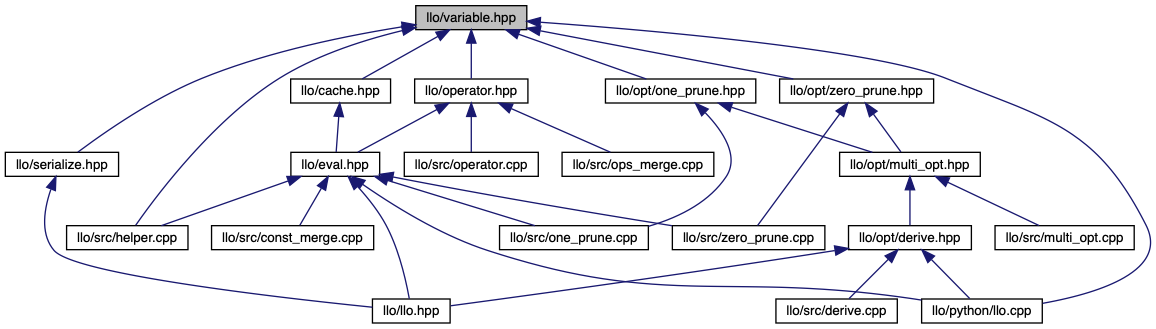 llo/variable.hpp
llo/cache.hpp
llo/operator.hpp
llo/opt/one_prune.hpp
llo/opt/zero_prune.hpp
llo/serialize.hpp
llo/eval.hpp
llo/src/operator.cpp
llo/src/ops_merge.cpp
llo/opt/multi_opt.hpp
llo/src/helper.cpp
llo/src/const_merge.cpp
llo/src/one_prune.cpp
llo/src/zero_prune.cpp
llo/opt/derive.hpp
llo/src/multi_opt.cpp
llo/llo.hpp
llo/src/derive.cpp
llo/python/llo.cpp